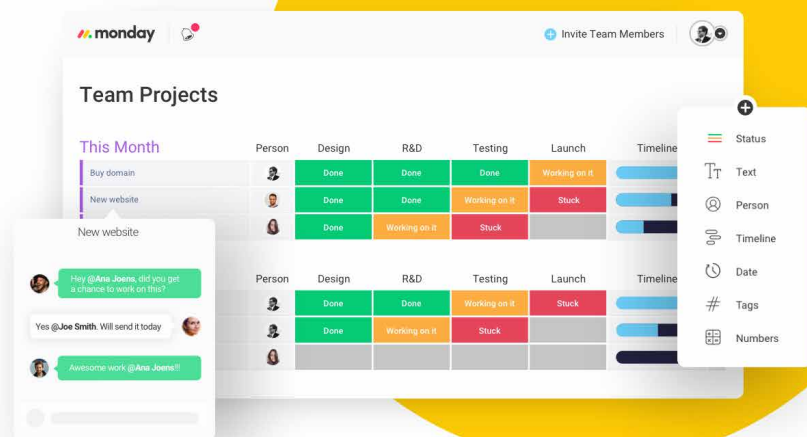 monday
Invite Team Members
Team Projects
This Month
Person Design R&D Testing Launch Timeline
Buy domain Done Done Done Working on it
New website Done Done Working on it Stuck
Done Working on it Stuck
Person Design R&D Testing Launch Timeline
Done Done Working on it Stuck
Done Working on it Stuck
New website
Hey @Ana Joens, did you get
a chance to work on this?
Yes @Joe Smith. Will send it today
Awesome work @Ana Joens!!!
Status
Text
Person
Timeline
Date
Tags
Numbers